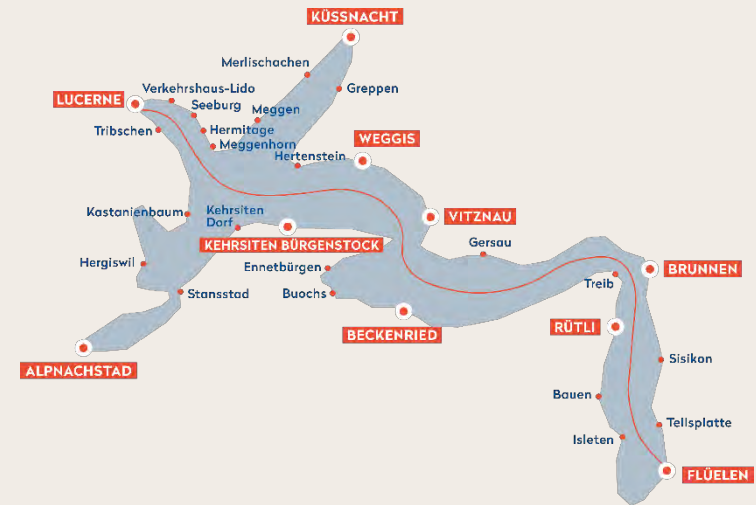 KÜSSNACHT
Merlischachen
Verkehrshaus-Lido
Greppen
LUCERNE
Seeburg
Meggen
Tribschen
Hermitage
WEGGIS
Meggenhorn
Hertenstein
Kastanienbaum
Kehrsiten
Dorf
VITZNAU
KEHRSITEN BÜRGENSTOCK
Gersau
Hergiswil
Ennetbürgen
BRUNNEN
Treib
Stansstad
Buochs
RÜTLI
BECKENRIED
Sisikon
ALPNACHSTAD
Bauen
Tellsplatte
Isleten
FLÜELEN